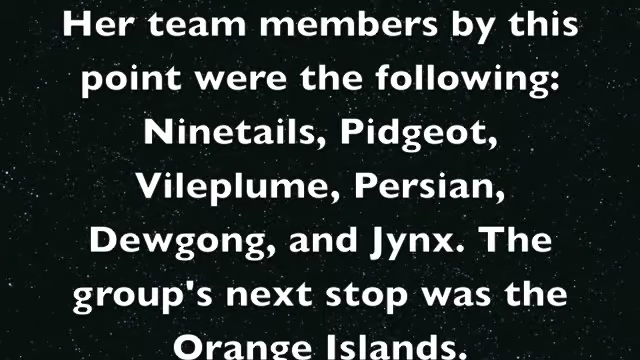 Her team members by this
point were the following:
Ninetails, Pidgeot,
Vileplume, Persian,
Dewgong, and Jynx. The
group's next stop was the
Orange Islands.